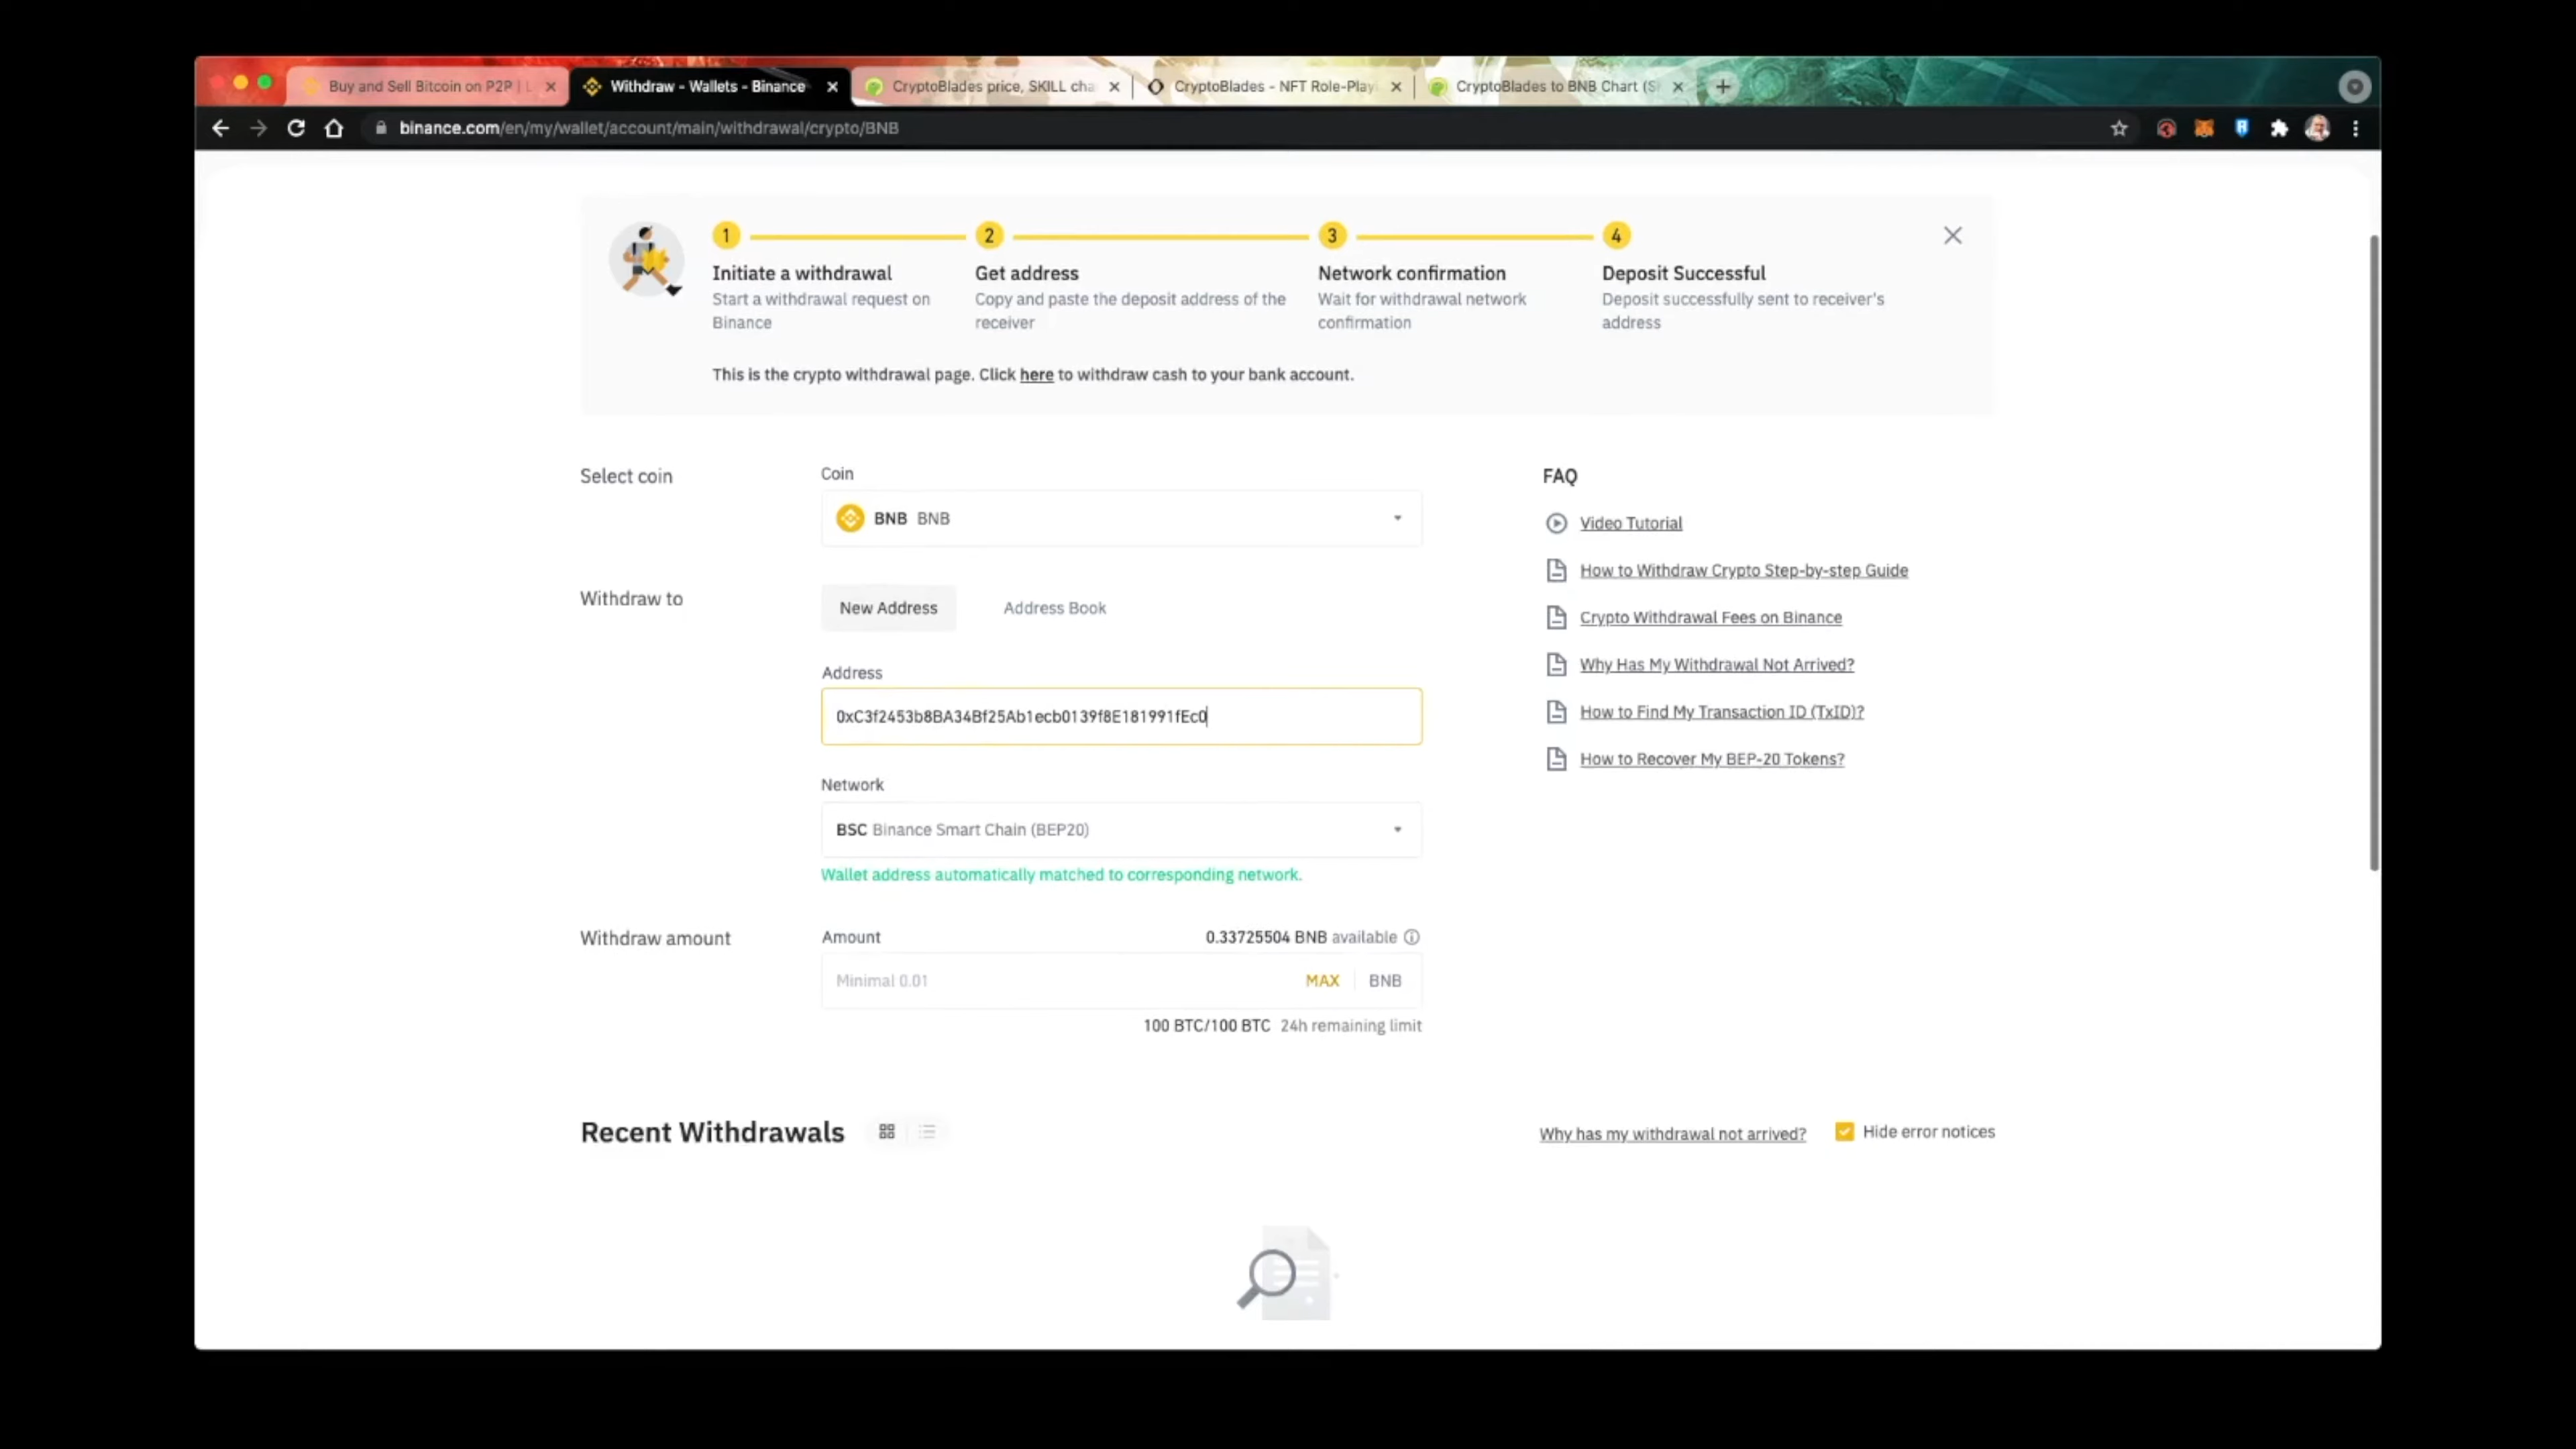 Buy and Sell Bitcoin on P2P | L
Withdraw - Wallets - Binance
CryptoBlades price, SKILL cha
CryptoBlades - NFT Role-Play
CryptoBlades to BNB Chart (S
binance.com/en/my/wallet/account/main/withdrawal/crypto/BNB
1
2
3
4
Initiate a withdrawal
Get address
Network confirmation
Deposit Successful
Start a withdrawal request on
Copy and paste the deposit address of the
Wait for withdrawal network
Deposit successfully sent to receiver's
Binance
receiver
confirmation
address
This is the crypto withdrawal page. Click here to withdraw cash to your bank account.
Select coin
Coin
FAQ
BNB BNB
Video Tutorial
How to Withdraw Crypto Step-by-step Guide
Withdraw to
New Address
Address Book
Crypto Withdrawal Fees on Binance
Why Has My Withdrawal Not Arrived?
Address
0xC3f2453b8BA34Bf25Ab1ecb0139f8E181991fEc0
How to Find My Transaction ID (TxID)?
How to Recover My BEP-20 Tokens?
Network
BSC Binance Smart Chain (BEP20)
Wallet address automatically matched to corresponding network.
Withdraw amount
Amount
0.33725504 BNB available
Minimal 0.01
MAX
BNB
100 BTC/100 BTC 24h remaining limit
Recent Withdrawals
Why has my withdrawal not arrived?
Hide error notices